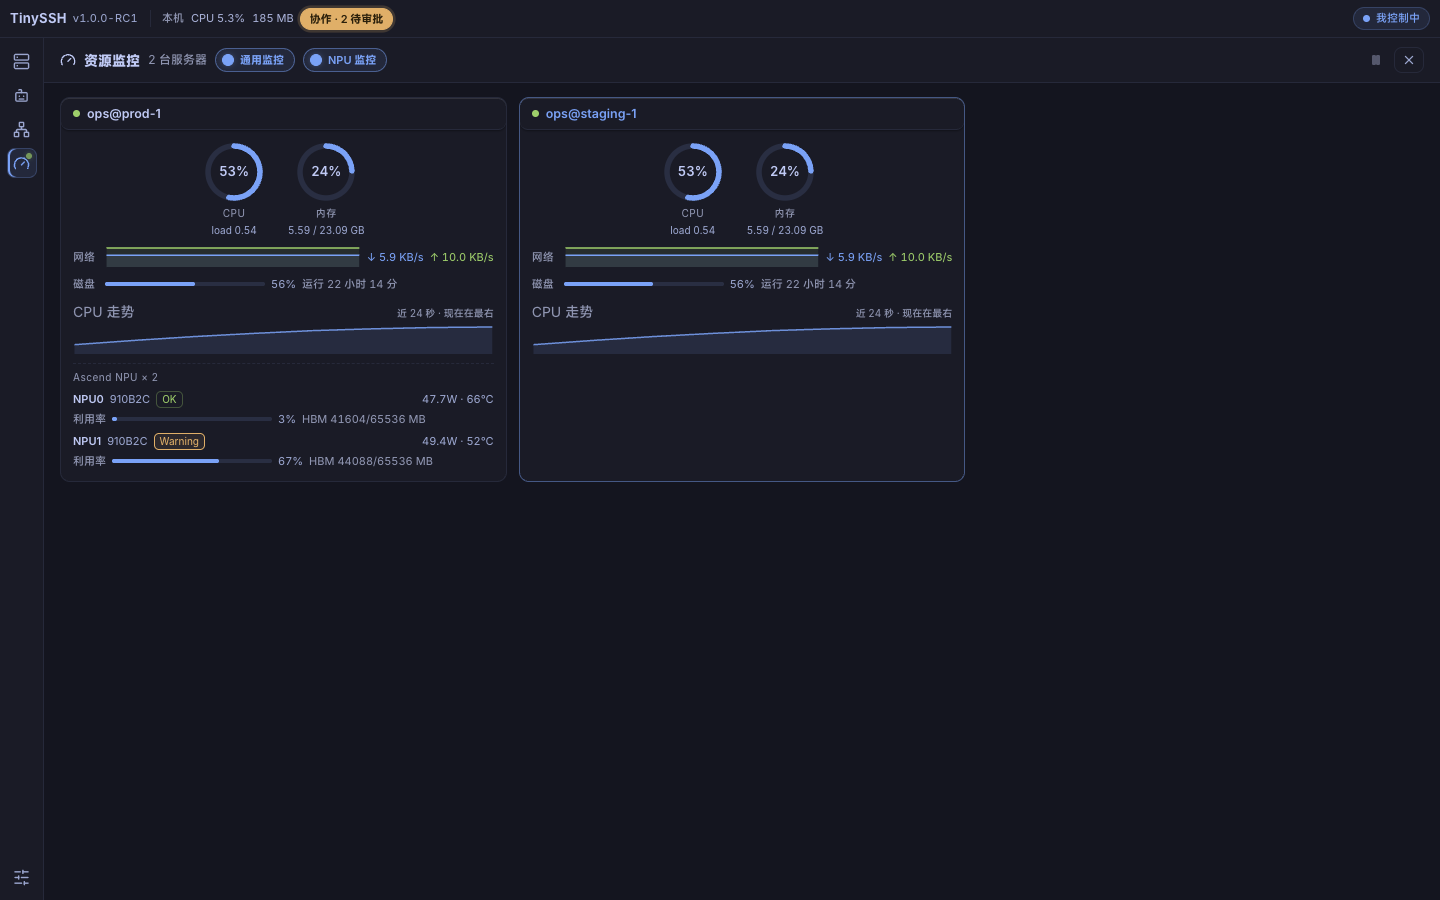 TinySSH v1.0.0-RC1 本机 CPU 5.3% 185 MB 协作 · 2 待审批 我控制中
资源监控 2 台服务器 通用监控 NPU 监控
ops@prod-1
53% 24%
CPU 内存
load 0.54 5.59 / 23.09 GB
网络 ↓ 5.9 KB/s ↑ 10.0 KB/s
磁盘 56% 运行 22 小时 14 分
CPU 走势 近 24 秒 · 现在在最右
Ascend NPU × 2
NPU0 910B2C OK 47.7W · 66°C
利用率 3% HBM 41604/65536 MB
NPU1 910B2C Warning 49.4W · 52°C
利用率 67% HBM 44088/65536 MB
ops@staging-1
53% 24%
CPU 内存
load 0.54 5.59 / 23.09 GB
网络 ↓ 5.9 KB/s ↑ 10.0 KB/s
磁盘 56% 运行 22 小时 14 分
CPU 走势 近 24 秒 · 现在在最右